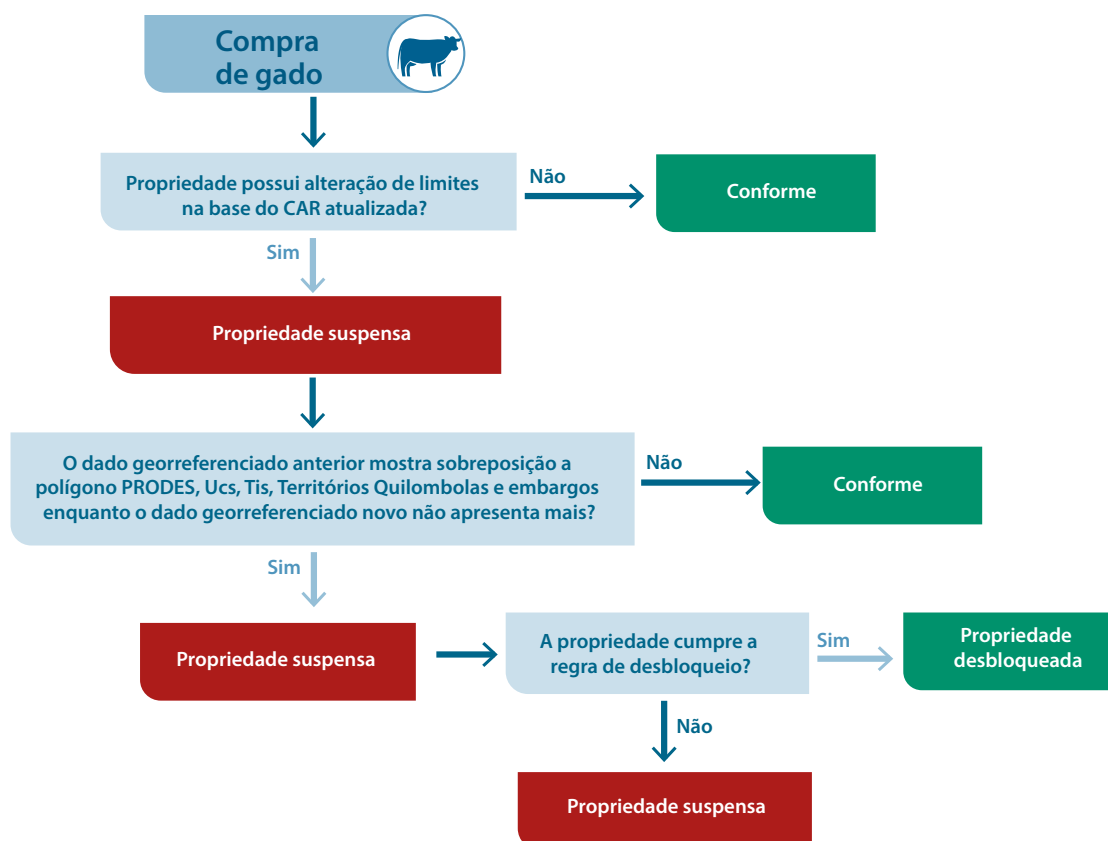 Compra
de gado
Propriedade possui alteração de limites
na base do CAR atualizada?
Não
Conforme
Sim
Propriedade suspensa
O dado georreferenciado anterior mostra sobreposição a
polígono PRODES, Ucs, Tis, Territórios Quilombolas e embargos
enquanto o dado georreferenciado novo não apresenta mais?
Não
Conforme
Sim
Propriedade suspensa
A propriedade cumpre a
regra de desbloqueio?
Sim
Propriedade
desbloqueada
Não
Propriedade suspensa